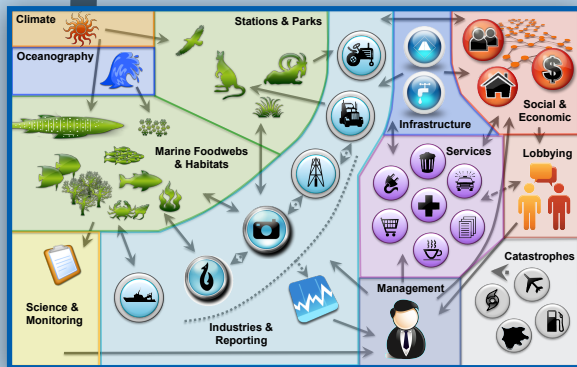 Climate
Stations & Parks
Oceanography
Social &
Economic
Infrastructure
Marine Foodwebs
& Habitats
Services
Lobbying
Catastrophes
Management
Science &
Monitoring
Industries &
Reporting
$